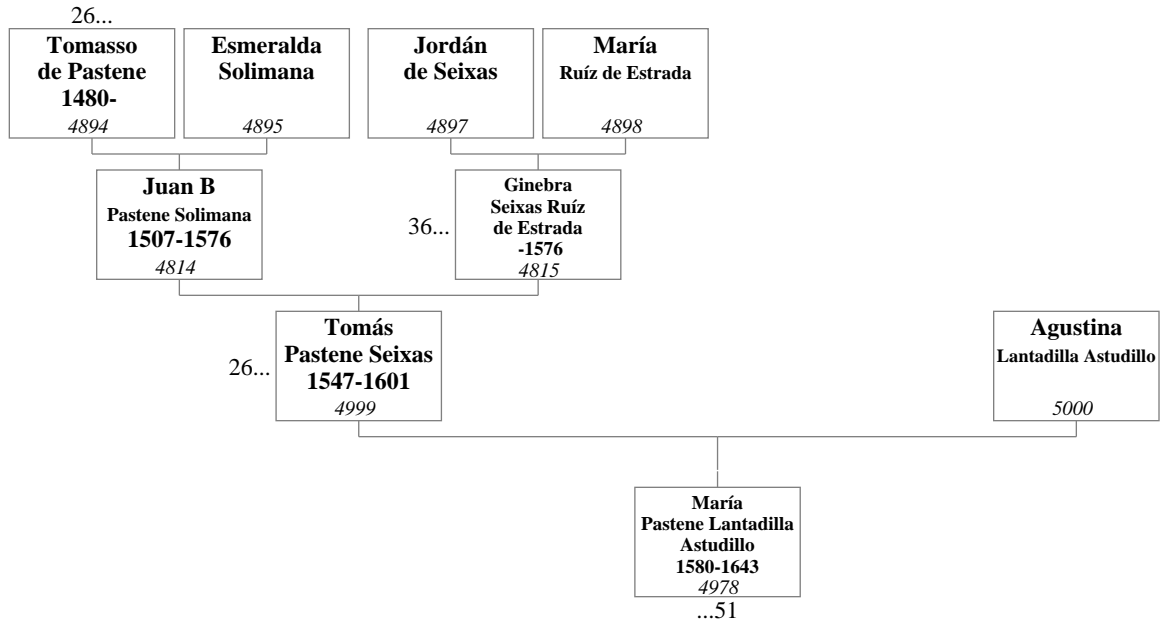 26...
Tomasso
de Pastene
1480-
4894
Esmeralda
Solimana
4895
Jordán
de Seixas
4897
María
Ruíz de Estrada
4898
Juan B
Pastene Solimana
1507-1576
4814
36...
Ginebra
Seixas Ruíz
de Estrada
-1576
4815
26...
Tomás
Pastene Seixas
1547-1601
4999
Agustina
Lantadilla Astudillo
5000
María
Pastene Lantadilla
Astudillo
1580-1643
4978
...51